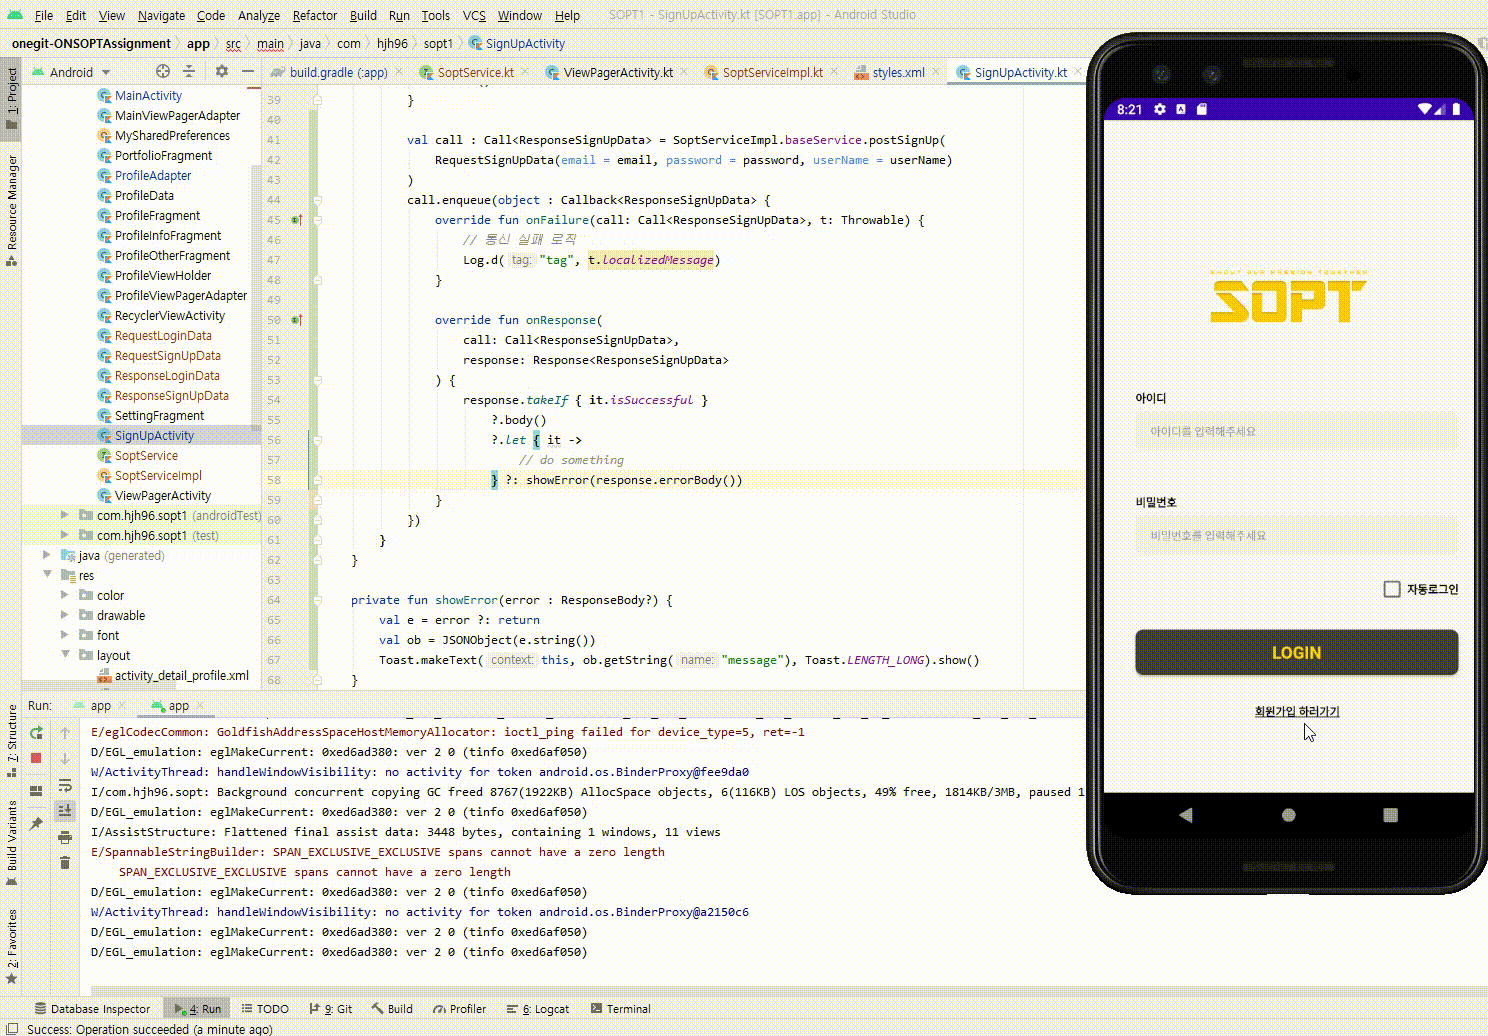 File Edit View Navigate Code Analyze Refactor Build Run Tools VCS Window Help SOPT1 - SignUpActivity.kt [SOPT1.app] - Android Studio
onegit-ONSOPTAssignment app src main java com hjh96 sopt1 SignUpActivity
Android
build.gradle (:app) SoptService.kt ViewPagerActivity.kt SoptServiceImpl.kt styles.xml SignUpActivity.kt
1: Project
Resource Manager
7: Structure
Build Variants
2: Favorites
MainActivity
MainViewPagerAdapter
MySharedPreferences
PortfolioFragment
ProfileAdapter
ProfileData
ProfileFragment
ProfileInfoFragment
ProfileOtherFragment
ProfileViewHolder
ProfileViewPagerAdapter
RecyclerViewActivity
RequestLoginData
RequestSignUpData
ResponseLoginData
ResponseSignUpData
SettingFragment
SignUpActivity
SoptService
SoptServiceImpl
ViewPagerActivity
com.hjh96.sopt1 (androidTest)
com.hjh96.sopt1 (test)
java (generated)
res
color
drawable
font
layout
activity_detail_profile.xml
39 }
40
41 val call : Call<ResponseSignUpData> = SoptServiceImpl.baseService.postSignUp(
42 RequestSignUpData(email = email, password = password, userName = userName)
43 )
44 call.enqueue(object : Callback<ResponseSignUpData> {
45 override fun onFailure(call: Call<ResponseSignUpData>, t: Throwable) {
46 // 통신 실패 로직
47 Log.d( tag: "tag", t.localizedMessage)
48 }
49
50 override fun onResponse(
51 call: Call<ResponseSignUpData>,
52 response: Response<ResponseSignUpData>
53 ) {
54 response.takeIf { it.isSuccessful }
55 ?.body()
56 ?.let { it ->
57 // do something
58 } ?: showError(response.errorBody())
59 }
60 })
61 }
62 }
63
64 private fun showError(error : ResponseBody?) {
65 val e = error ?: return
66 val ob = JSONObject(e.string())
67 Toast.makeText( context: this, ob.getString( name: "message"), Toast.LENGTH_LONG).show()
68 }
Run: app app
E/eglCodecCommon: GoldfishAddressSpaceHostMemoryAllocator: ioctl_ping failed for device_type=5, ret=-1
D/EGL_emulation: eglMakeCurrent: 0xed6ad380: ver 2 0 (tinfo 0xed6af050)
W/ActivityThread: handleWindowVisibility: no activity for token android.os.BinderProxy@fee9da0
I/com.hjh96.sopt: Background concurrent copying GC freed 8767(1922KB) AllocSpace objects, 6(116KB) LOS objects, 49% free, 1814KB/3MB, paused 1
D/EGL_emulation: eglMakeCurrent: 0xed6ad380: ver 2 0 (tinfo 0xed6af050)
I/AssistStructure: Flattened final assist data: 3448 bytes, containing 1 windows, 11 views
E/SpannableStringBuilder: SPAN_EXCLUSIVE_EXCLUSIVE spans cannot have a zero length
SPAN_EXCLUSIVE_EXCLUSIVE spans cannot have a zero length
D/EGL_emulation: eglMakeCurrent: 0xed6ad380: ver 2 0 (tinfo 0xed6af050)
W/ActivityThread: handleWindowVisibility: no activity for token android.os.BinderProxy@a2150c6
D/EGL_emulation: eglMakeCurrent: 0xed6ad380: ver 2 0 (tinfo 0xed6af050)
D/EGL_emulation: eglMakeCurrent: 0xed6ad380: ver 2 0 (tinfo 0xed6af050)
Database Inspector 4: Run TODO 9: Git Build Profiler 6: Logcat Terminal
Success: Operation succeeded (a minute ago)
8:21
SHOUT OUR PASSION TOGETHER
SOPT
아이디
아이디를 입력해주세요
비밀번호
비밀번호를 입력해주세요
자동로그인
LOGIN
회원가입 하러가기